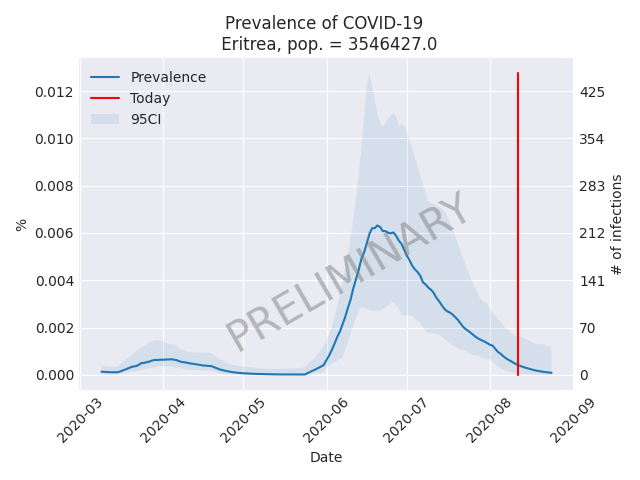 Prevalence of COVID-19
Eritrea, pop. = 3546427.0
Prevalence
Today
95CI
0.012
0.010
0.008
0.006
0.004
0.002
0.000
%
425
354
283
212
141
70
0
# of infections
PRELIMINARY
2020-03
2020-04
2020-05
2020-06
2020-07
2020-08
2020-09
Date